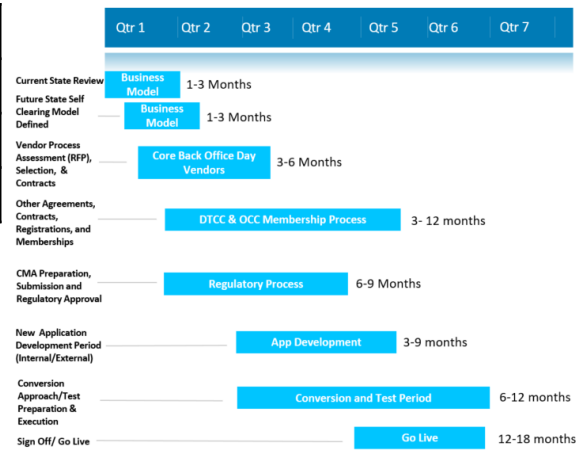 Qtr 1 Qtr 2 Qtr 3 Qtr 4 Qtr 5 Qtr 6 Qtr 7
Current State Review
Business
Model
1-3 Months
Future State Self
Clearing Model
Defined
Business
Model
1-3 Months
Vendor Process
Assessment (RFP),
Selection, &
Contracts
Core Back Office Day
Vendors
3-6 Months
Other Agreements,
Contracts,
Registrations, and
Memberships
DTCC & OCC Membership Process
3- 12 months
CMA Preparation,
Submission and
Regulatory Approval
Regulatory Process
6-9 Months
New Application
Development Period
(Internal/External)
App Development
3-9 months
Conversion
Approach/Test
Preparation &
Execution
Conversion and Test Period
6-12 months
Sign Off/ Go Live
Go Live
12-18 months